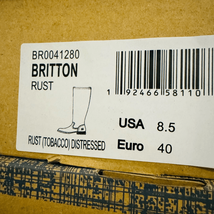 BR0041280
BRITTON
RUST
1 92466 58110
USA 8.5
Euro 40
RUST (TOBACCO) DISTRESSED